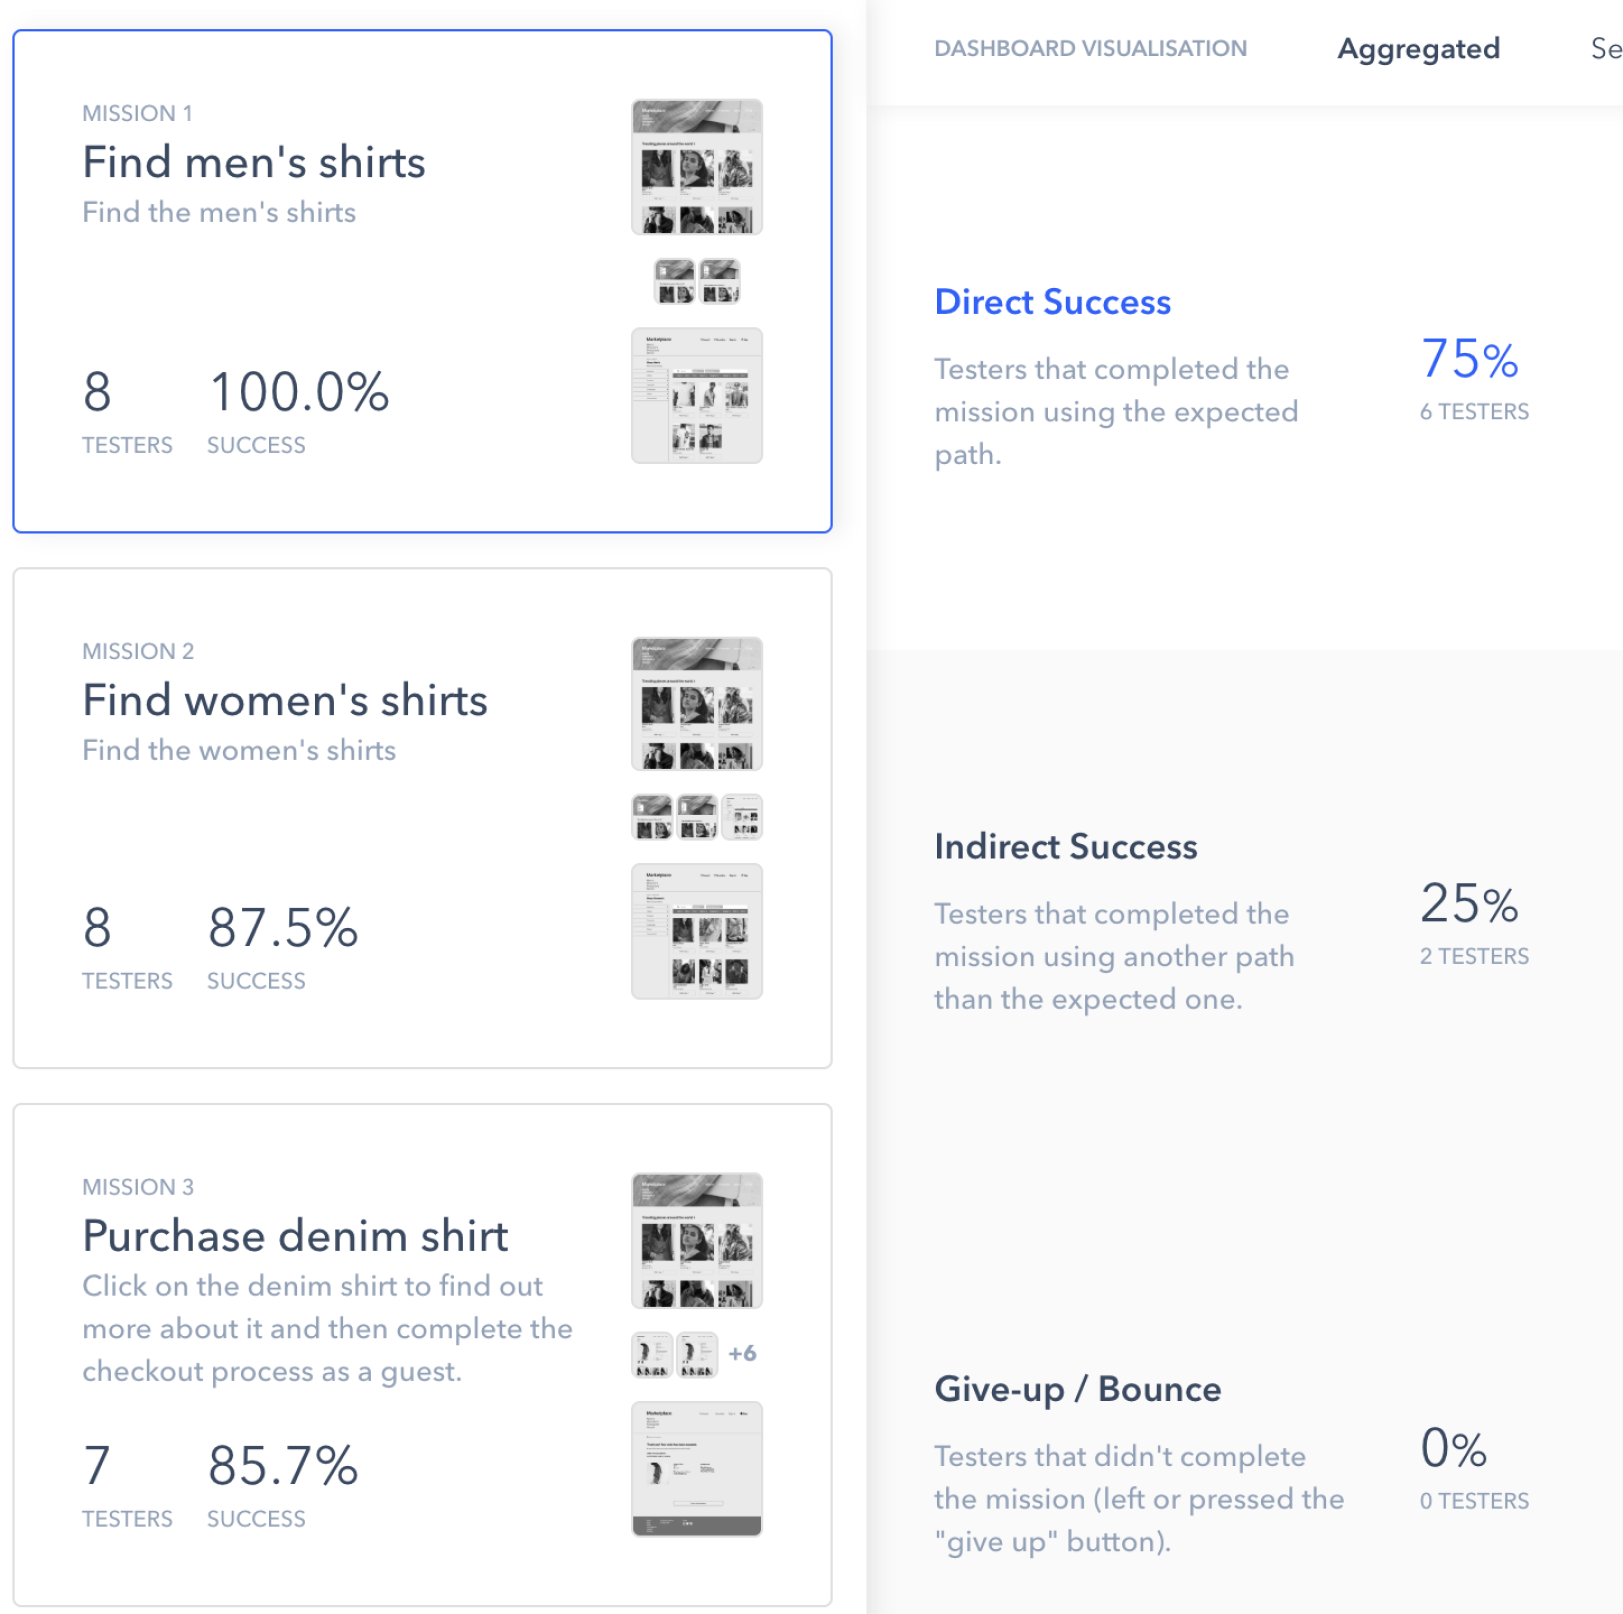 MISSION 1
Find men's shirts
Find the men's shirts
8
TESTERS
100.0%
SUCCESS
MISSION 2
Find women's shirts
Find the women's shirts
8
TESTERS
87.5%
SUCCESS
MISSION 3
Purchase denim shirt
Click on the denim shirt to find out
more about it and then complete the
checkout process as a guest.
+6
7
TESTERS
85.7%
SUCCESS
DASHBOARD VISUALISATION
Aggregated
Direct Success
Testers that completed the
mission using the expected
path.
75%
6 TESTERS
Indirect Success
Testers that completed the
mission using another path
than the expected one.
25%
2 TESTERS
Give-up / Bounce
Testers that didn't complete
the mission (left or pressed the
"give up" button).
0%
0 TESTERS